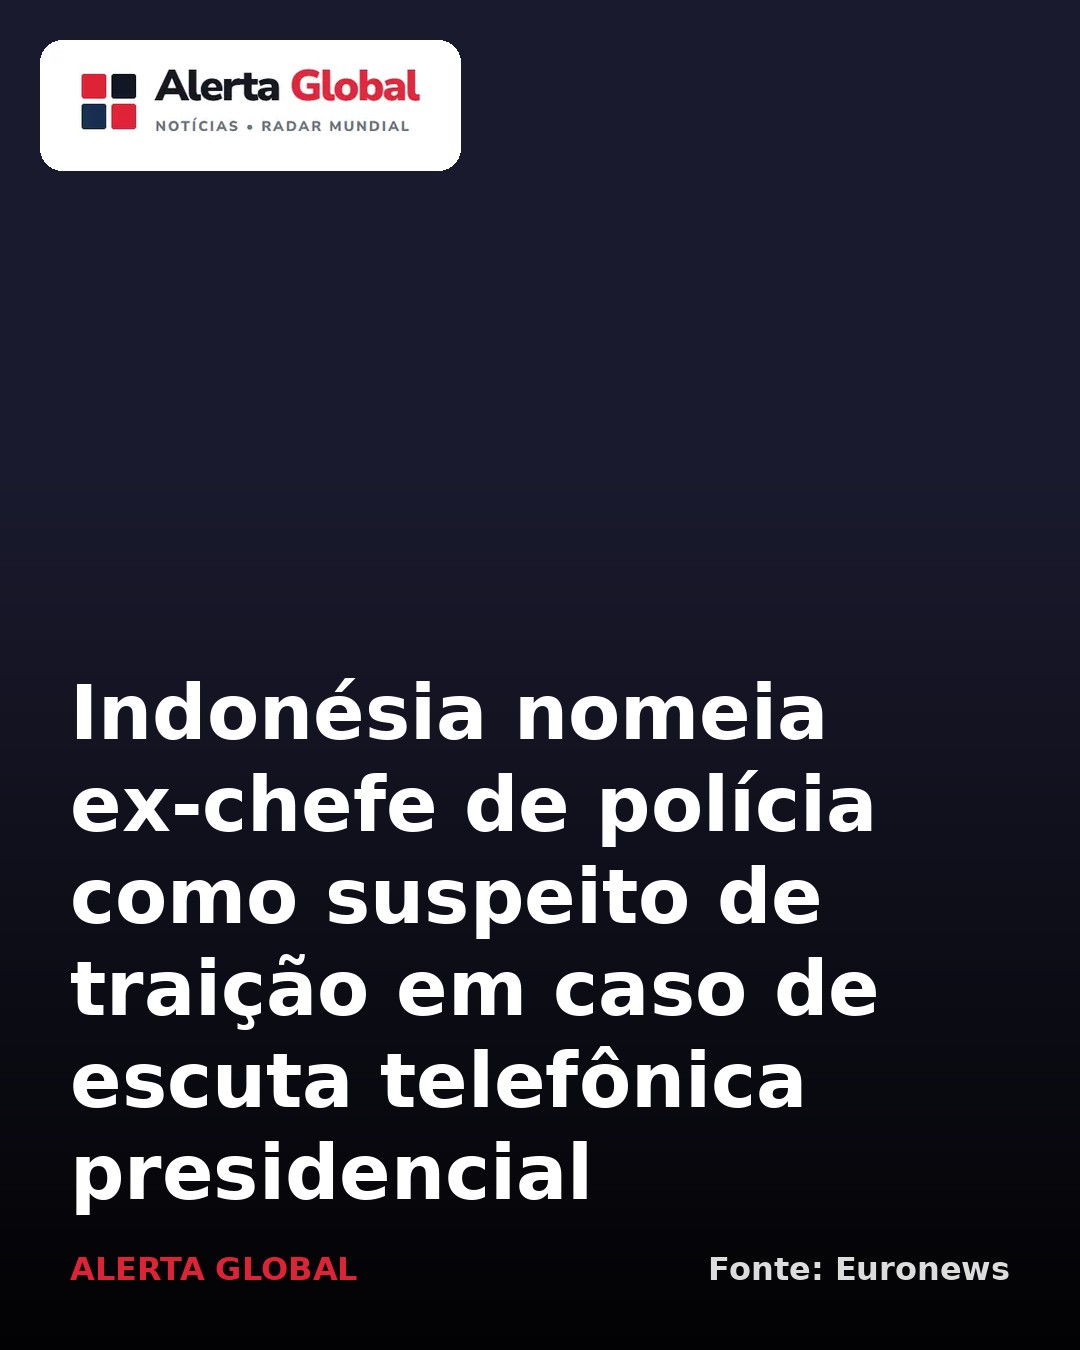 Alerta Global
NOTÍCIAS • RADAR MUNDIAL
Indonésia nomeia
ex-chefe de polícia
como suspeito de
traição em caso de
escuta telefônica
presidencial
ALERTA GLOBAL
Fonte: Euronews